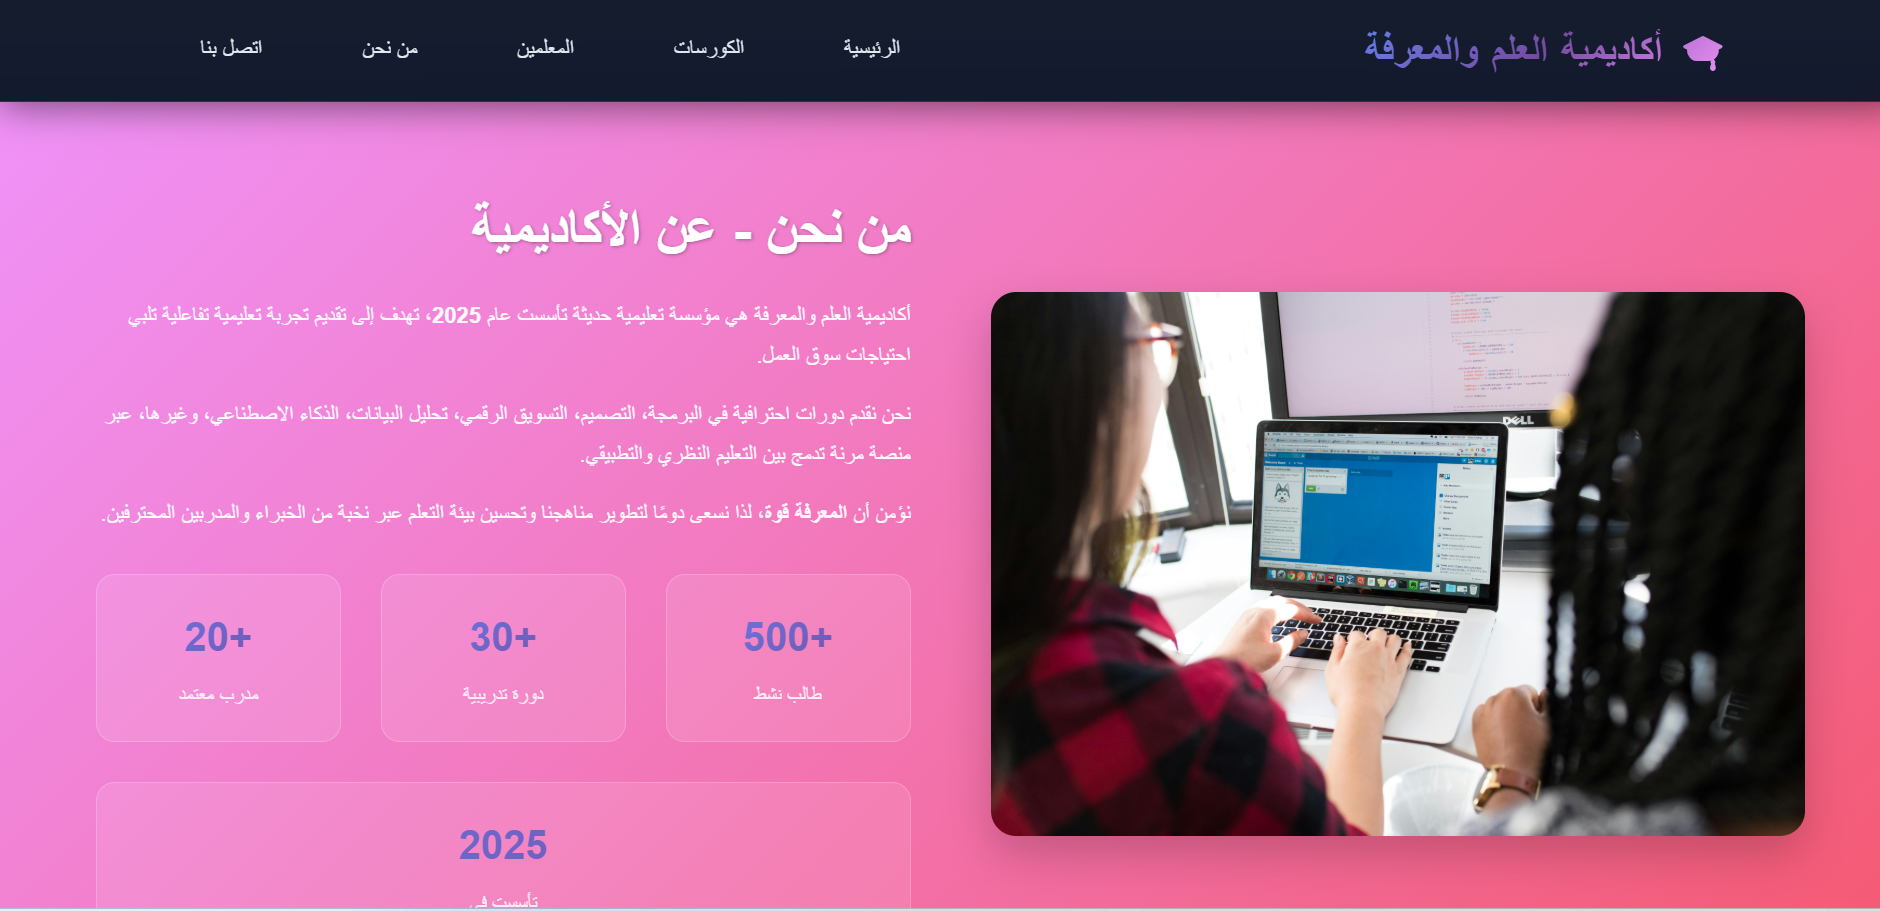 أكاديمية العلم والمعرفة
الرئيسية
الكورسات
المعلمين
من نحن
اتصل بنا
من نحن - عن الأكاديمية
أكاديمية العلم والمعرفة هي مؤسسة تعليمية حديثة تأسست عام 2025، تهدف إلى تقديم تجربة تعليمية تفاعلية تلبي
احتياجات سوق العمل.
نحن نقدم دورات احترافية في البرمجة، التصميم، التسويق الرقمي، تحليل البيانات، الذكاء الاصطناعي، وغيرها، عبر
منصة مرنة تدمج بين التعليم النظري والتطبيقي.
نؤمن أن المعرفة قوة، لذا نسعى دومًا لتطوير مناهجنا وتحسين بيئة التعلم عبر نخبة من الخبراء والمدربين المحترفين.
500+
طالب نشط
30+
دورة تدريبية
20+
مدرب معتمد
2025
تأسست في
DELL